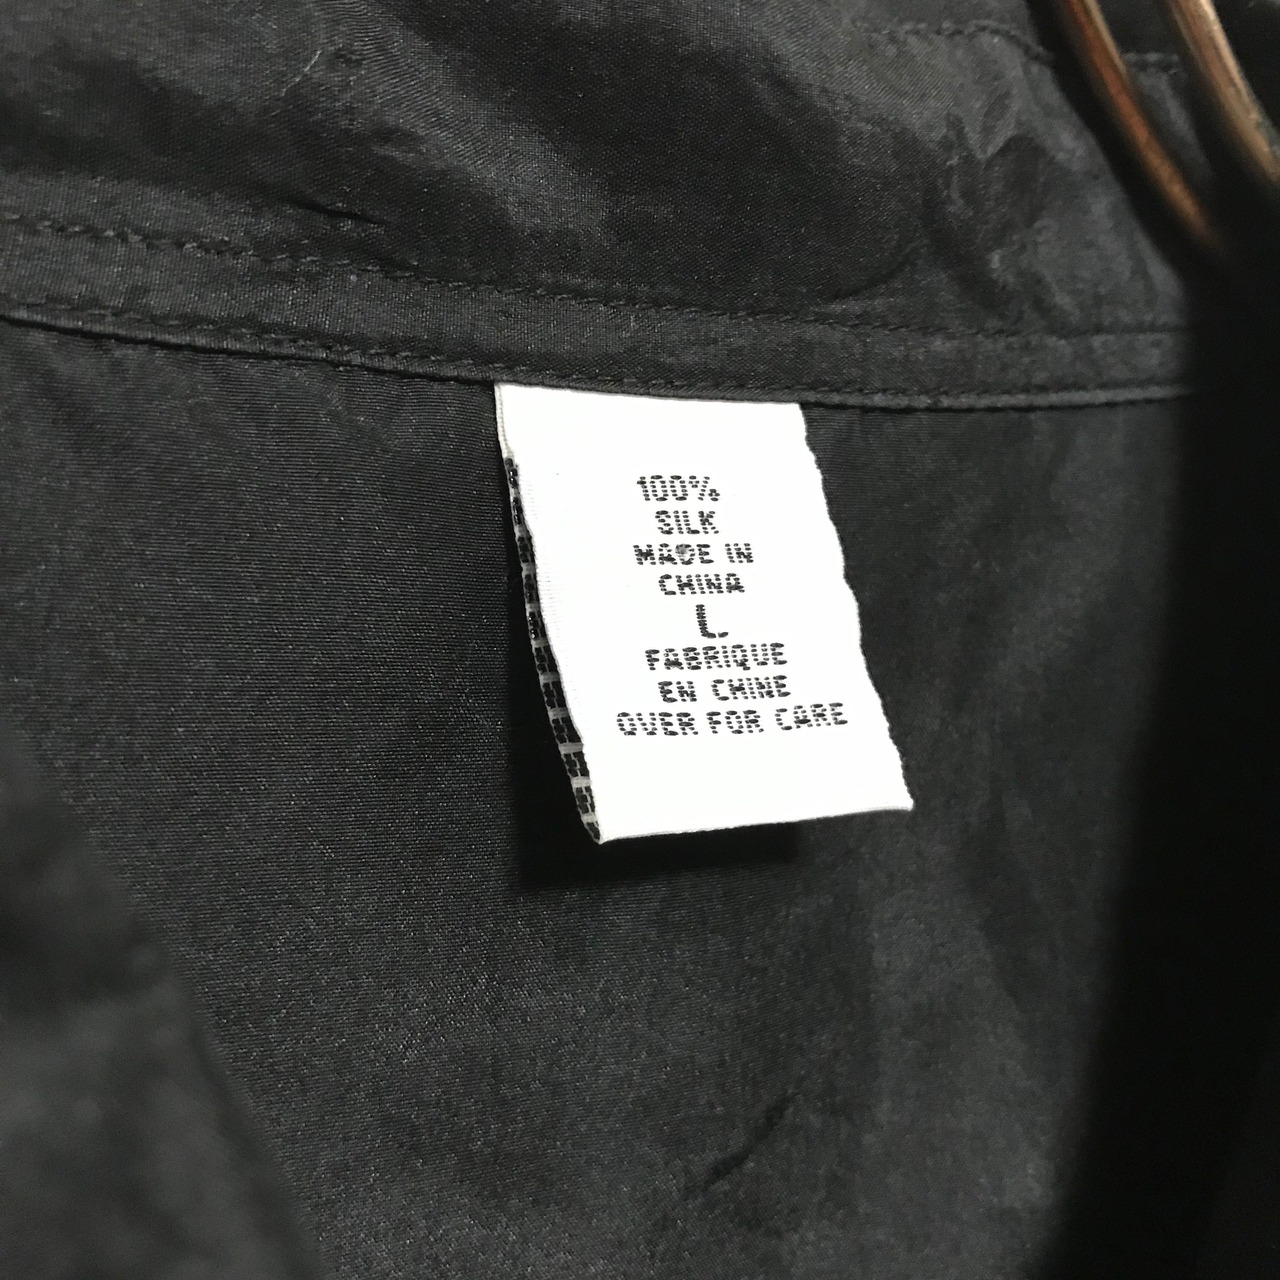 100%
SILK
MADE IN
CHINA
L
FABRIQUE
EN CHINE
OVER FOR CARE